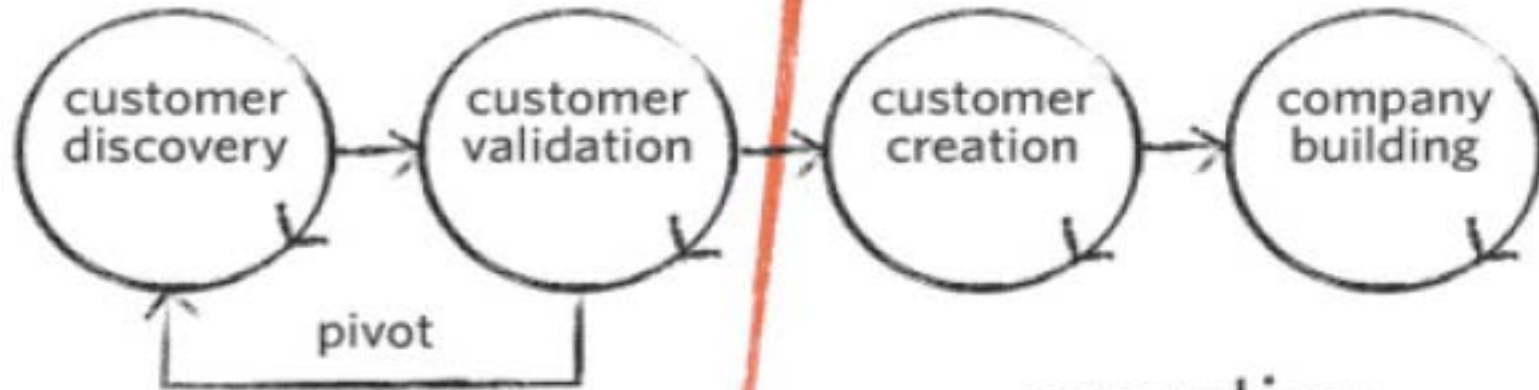 customer
discovery
customer
validation
customer
creation
company
building
pivot